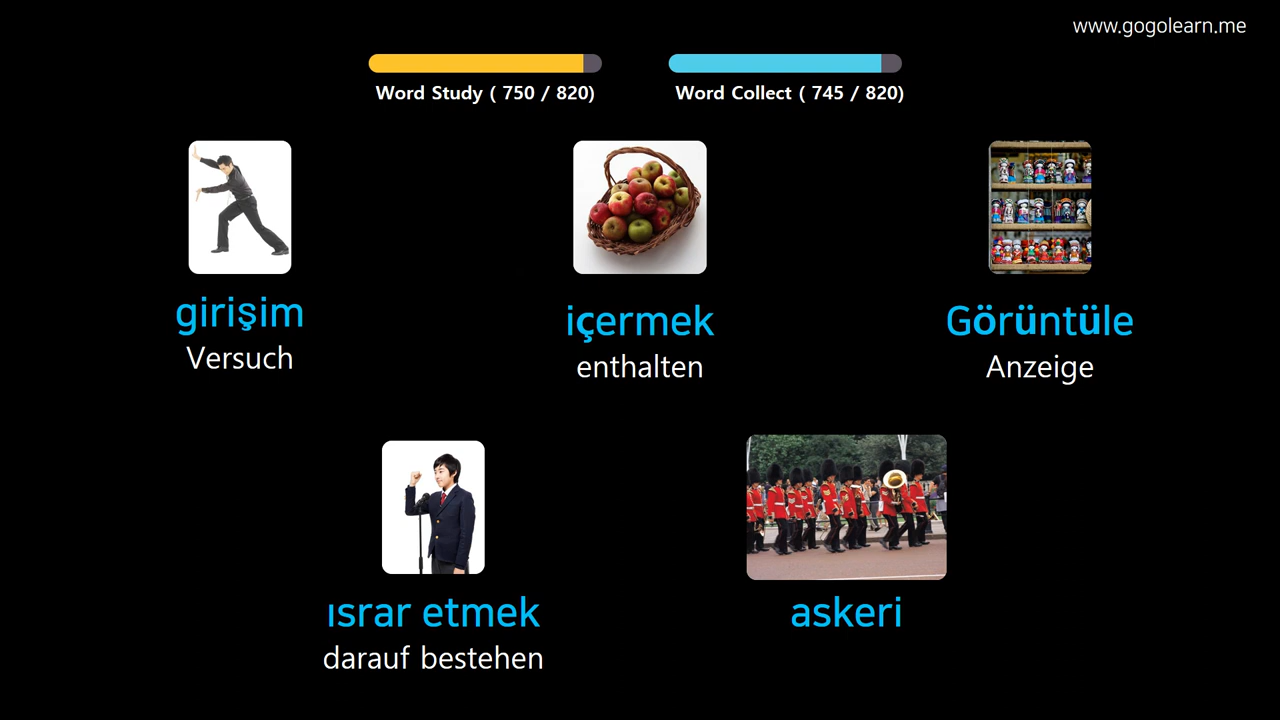 www.gogolearn.me
Word Study ( 750 / 820)
Word Collect ( 745 / 820)
girişim
Versuch
içermek
enthalten
Görüntüle
Anzeige
ısrar etmek
darauf bestehen
askeri